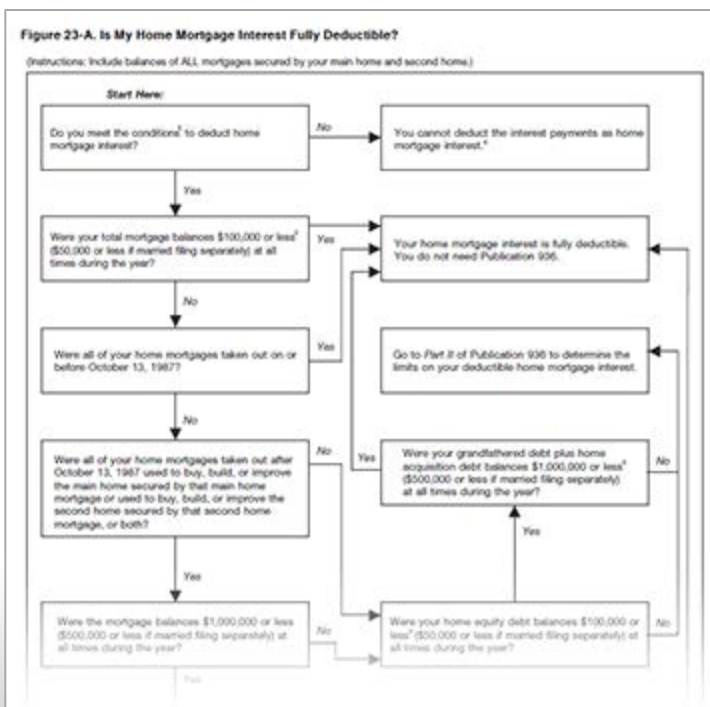 Figure 23-A. Is My Home Mortgage Interest Fully Deductible?
(Instructions: Include balances of ALL mortgages secured by your main home and second home.)
Start Here:
Do you meet the conditions to deduct home
mortgage interest?
No
You cannot deduct the interest payments as home
mortgage interest.
Yes
Were your total mortgage balances $100,000 or less
($50,000 or less if married filing separately) at all
times during the year?
Yes
Your home mortgage interest is fully deductible.
You do not need Publication 936.
No
Were all of your home mortgages taken out on or
before October 13, 1987?
Yes
Go to Part II of Publication 936 to determine the
limits on your deductible home mortgage interest.
No
Were all of your home mortgages taken out after
October 13, 1987 used to buy, build, or improve
the main home secured by that main home
mortgage or used to buy, build, or improve the
second home secured by that second home
mortgage, or both?
No
Yes
Were your grandfathered debt plus home
acquisition debt balances $1,000,000 or less
($500,000 or less if married filing separately)
at all times during the year?
No
Yes
Yes
Were the mortgage balances $1,000,000 or less
($500,000 or less if married filing separately) at
all times during the year?
No
Were your home equity debt balances $100,000 or
less ($50,000 or less if married filing separately) at
all times during the year?
No
Yes